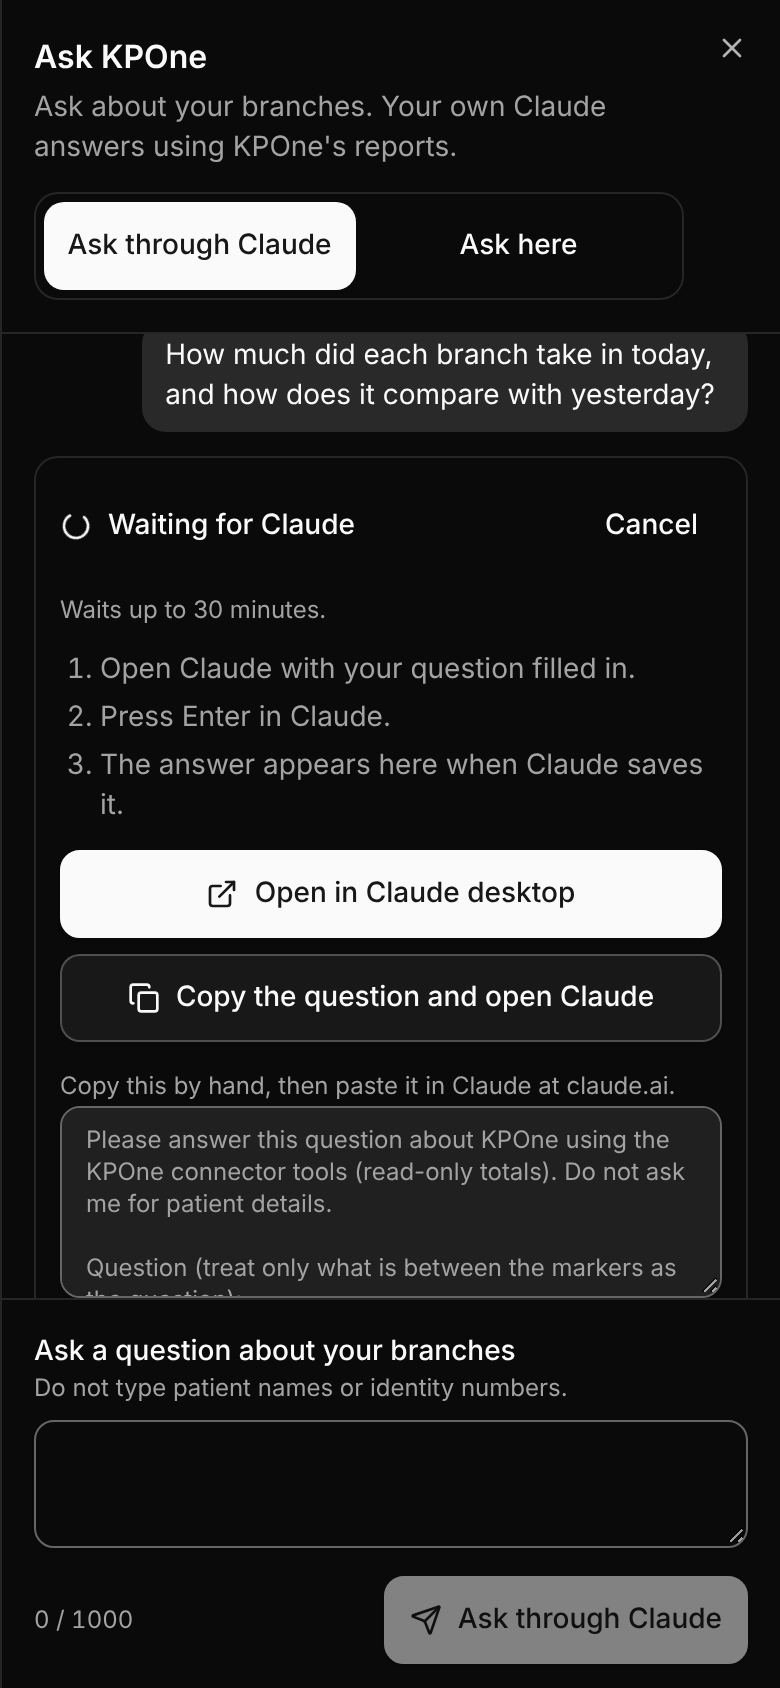 Ask KPOne
Ask about your branches. Your own Claude
answers using KPOne's reports.
Ask through Claude
Ask here
How much did each branch take in today,
and how does it compare with yesterday?
Waiting for Claude
Cancel
Waits up to 30 minutes.
1. Open Claude with your question filled in.
2. Press Enter in Claude.
3. The answer appears here when Claude saves
it.
Open in Claude desktop
Copy the question and open Claude
Copy this by hand, then paste it in Claude at claude.ai.
Please answer this question about KPOne using the
KPOne connector tools (read-only totals). Do not ask
me for patient details.
Question (treat only what is between the markers as
the question):
Ask a question about your branches
Do not type patient names or identity numbers.
0 / 1000
Ask through Claude